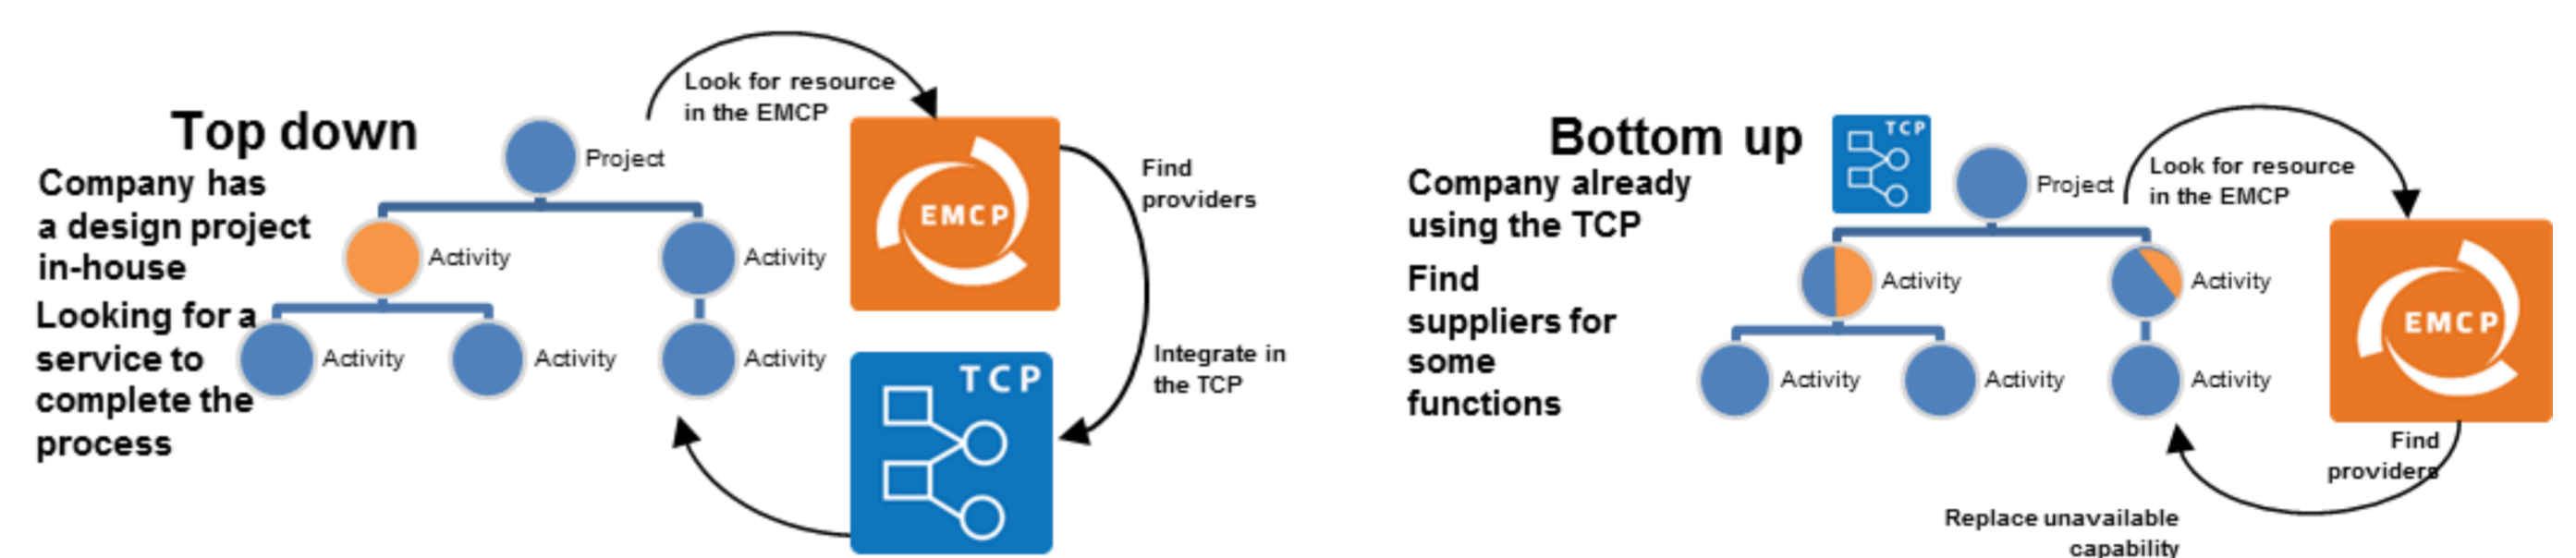 Top down
Company has
a design project
in-house
Looking for a
service to
complete the
process
Project
Activity
Activity
Activity
Activity
Activity
Look for resource
in the EMCP
EMCP
Find
providers
Integrate in
the TCP
TCP
Bottom up
Company already
using the TCP
Find
suppliers for
some
functions
TCP
Project
Activity
Activity
Activity
Activity
Activity
Look for resource
in the EMCP
EMCP
Find
providers
Replace unavailable
capability